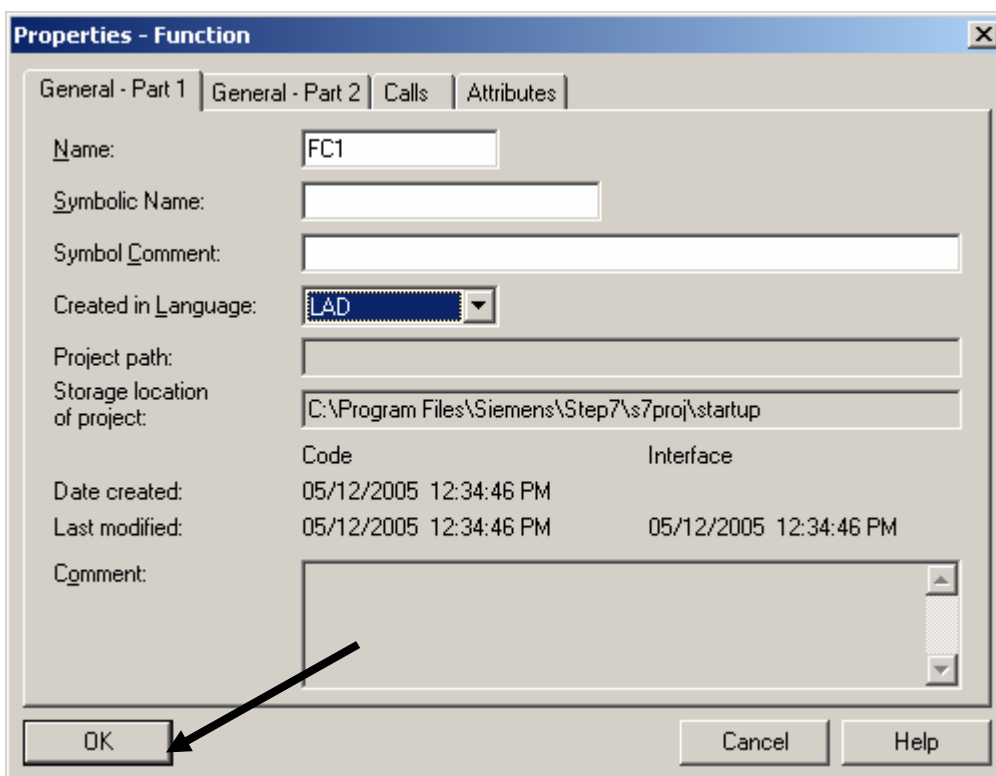 Properties - Function
General - Part 1 General - Part 2 Calls Attributes
Name: FC1
Symbolic Name:
Symbol Comment:
Created in Language: LAD
Project path:
Storage location
of project: C:\Program Files\Siemens\Step7\s7proj\startup
Code Interface
Date created: 05/12/2005 12:34:46 PM
Last modified: 05/12/2005 12:34:46 PM 05/12/2005 12:34:46 PM
Comment:
OK Cancel Help